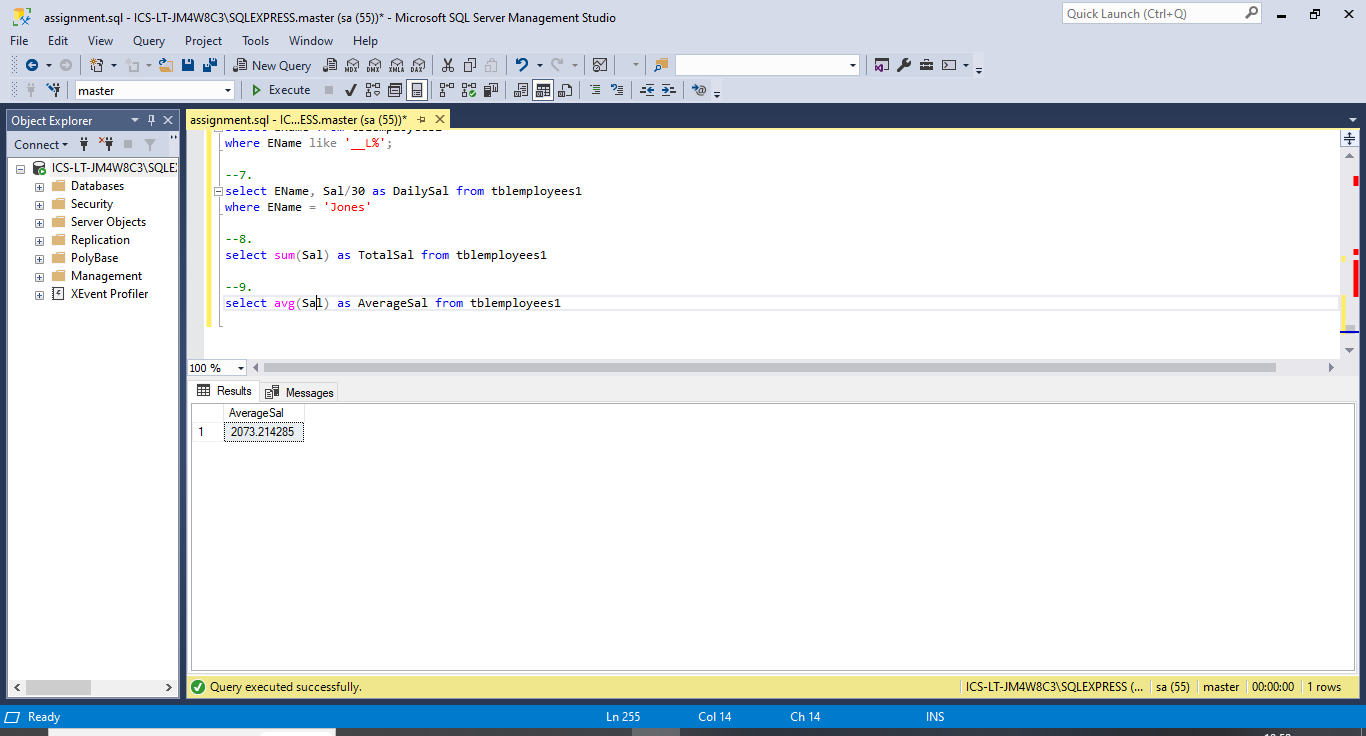 assignment.sql - ICS-LT-JM4W8C3\SQLEXPRESS.master (sa (55))* - Microsoft SQL Server Management Studio
Quick Launch (Ctrl+Q)
File Edit View Query Project Tools Window Help
New Query
MDX DMX XMLA DAX
master
Execute
Object Explorer
Connect
ICS-LT-JM4W8C3\SQLE
Databases
Security
Server Objects
Replication
PolyBase
Management
XEvent Profiler
assignment.sql - IC...ESS.master (sa (55))*
where EName like '__L%';
--7.
select EName, Sal/30 as DailySal from tblemployees1
where EName = 'Jones'
--8.
select sum(Sal) as TotalSal from tblemployees1
--9.
select avg(Sal) as AverageSal from tblemployees1
100 %
Results Messages
AverageSal
1 2073.214285
Query executed successfully.
ICS-LT-JM4W8C3\SQLEXPRESS (... sa (55) master 00:00:00 1 rows
Ready Ln 255 Col 14 Ch 14 INS